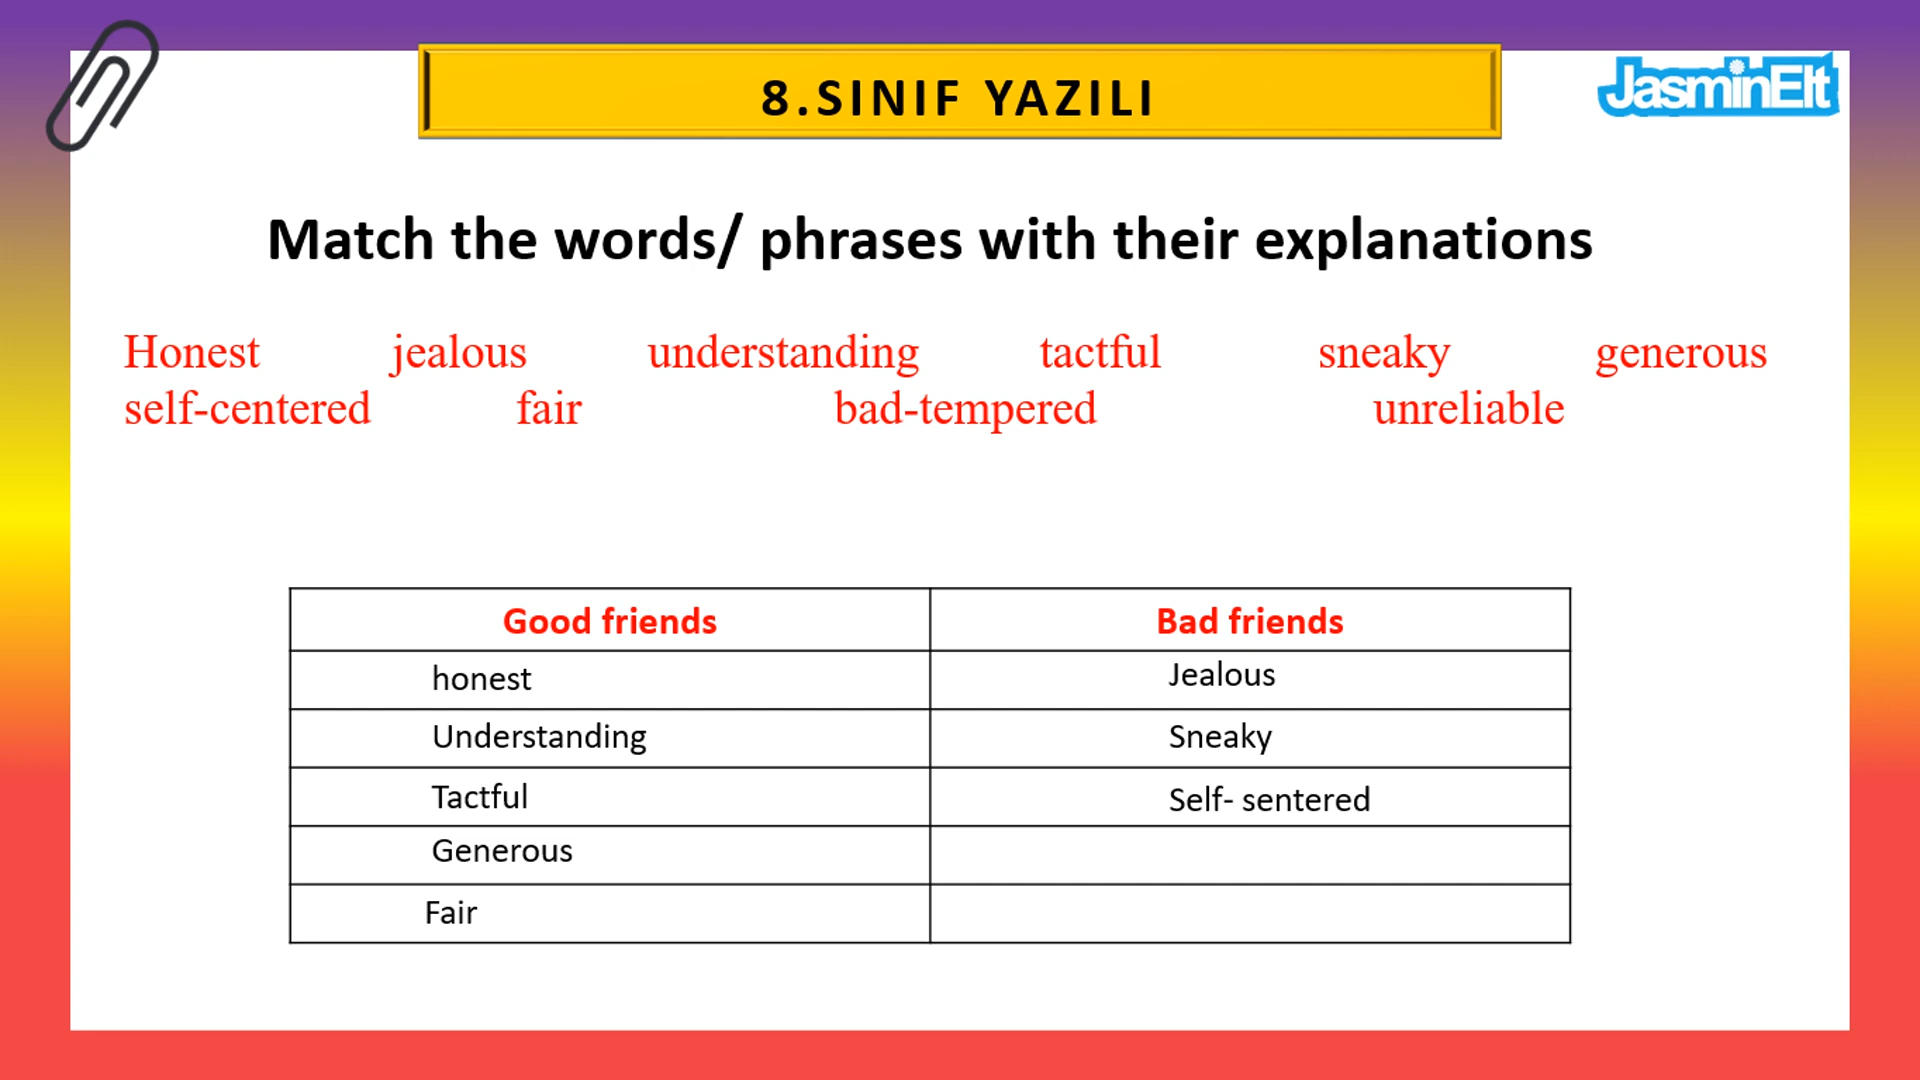 8.SINIF YAZILI
JasminElt
Match the words/ phrases with their explanations
Honest jealous understanding tactful sneaky generous
self-centered fair bad-tempered unreliable
Good friends Bad friends
honest Jealous
Understanding Sneaky
Tactful Self- sentered
Generous
Fair